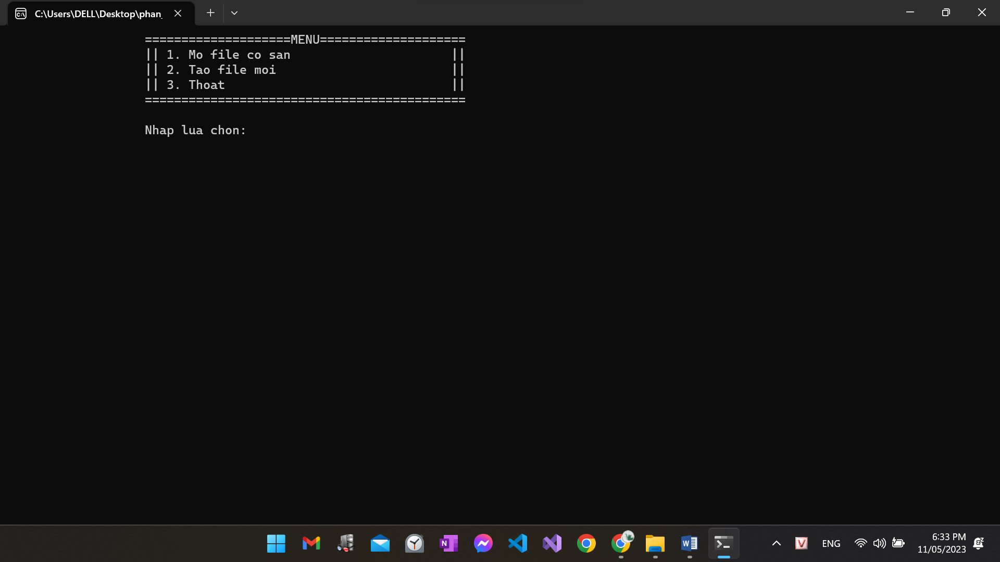 C:\Users\DELL\Desktop\phan_
====================MENU====================
|| 1. Mo file co san                      ||
|| 2. Tao file moi                        ||
|| 3. Thoat                               ||
============================================
Nhap lua chon:
ENG
6:33 PM
11/05/2023